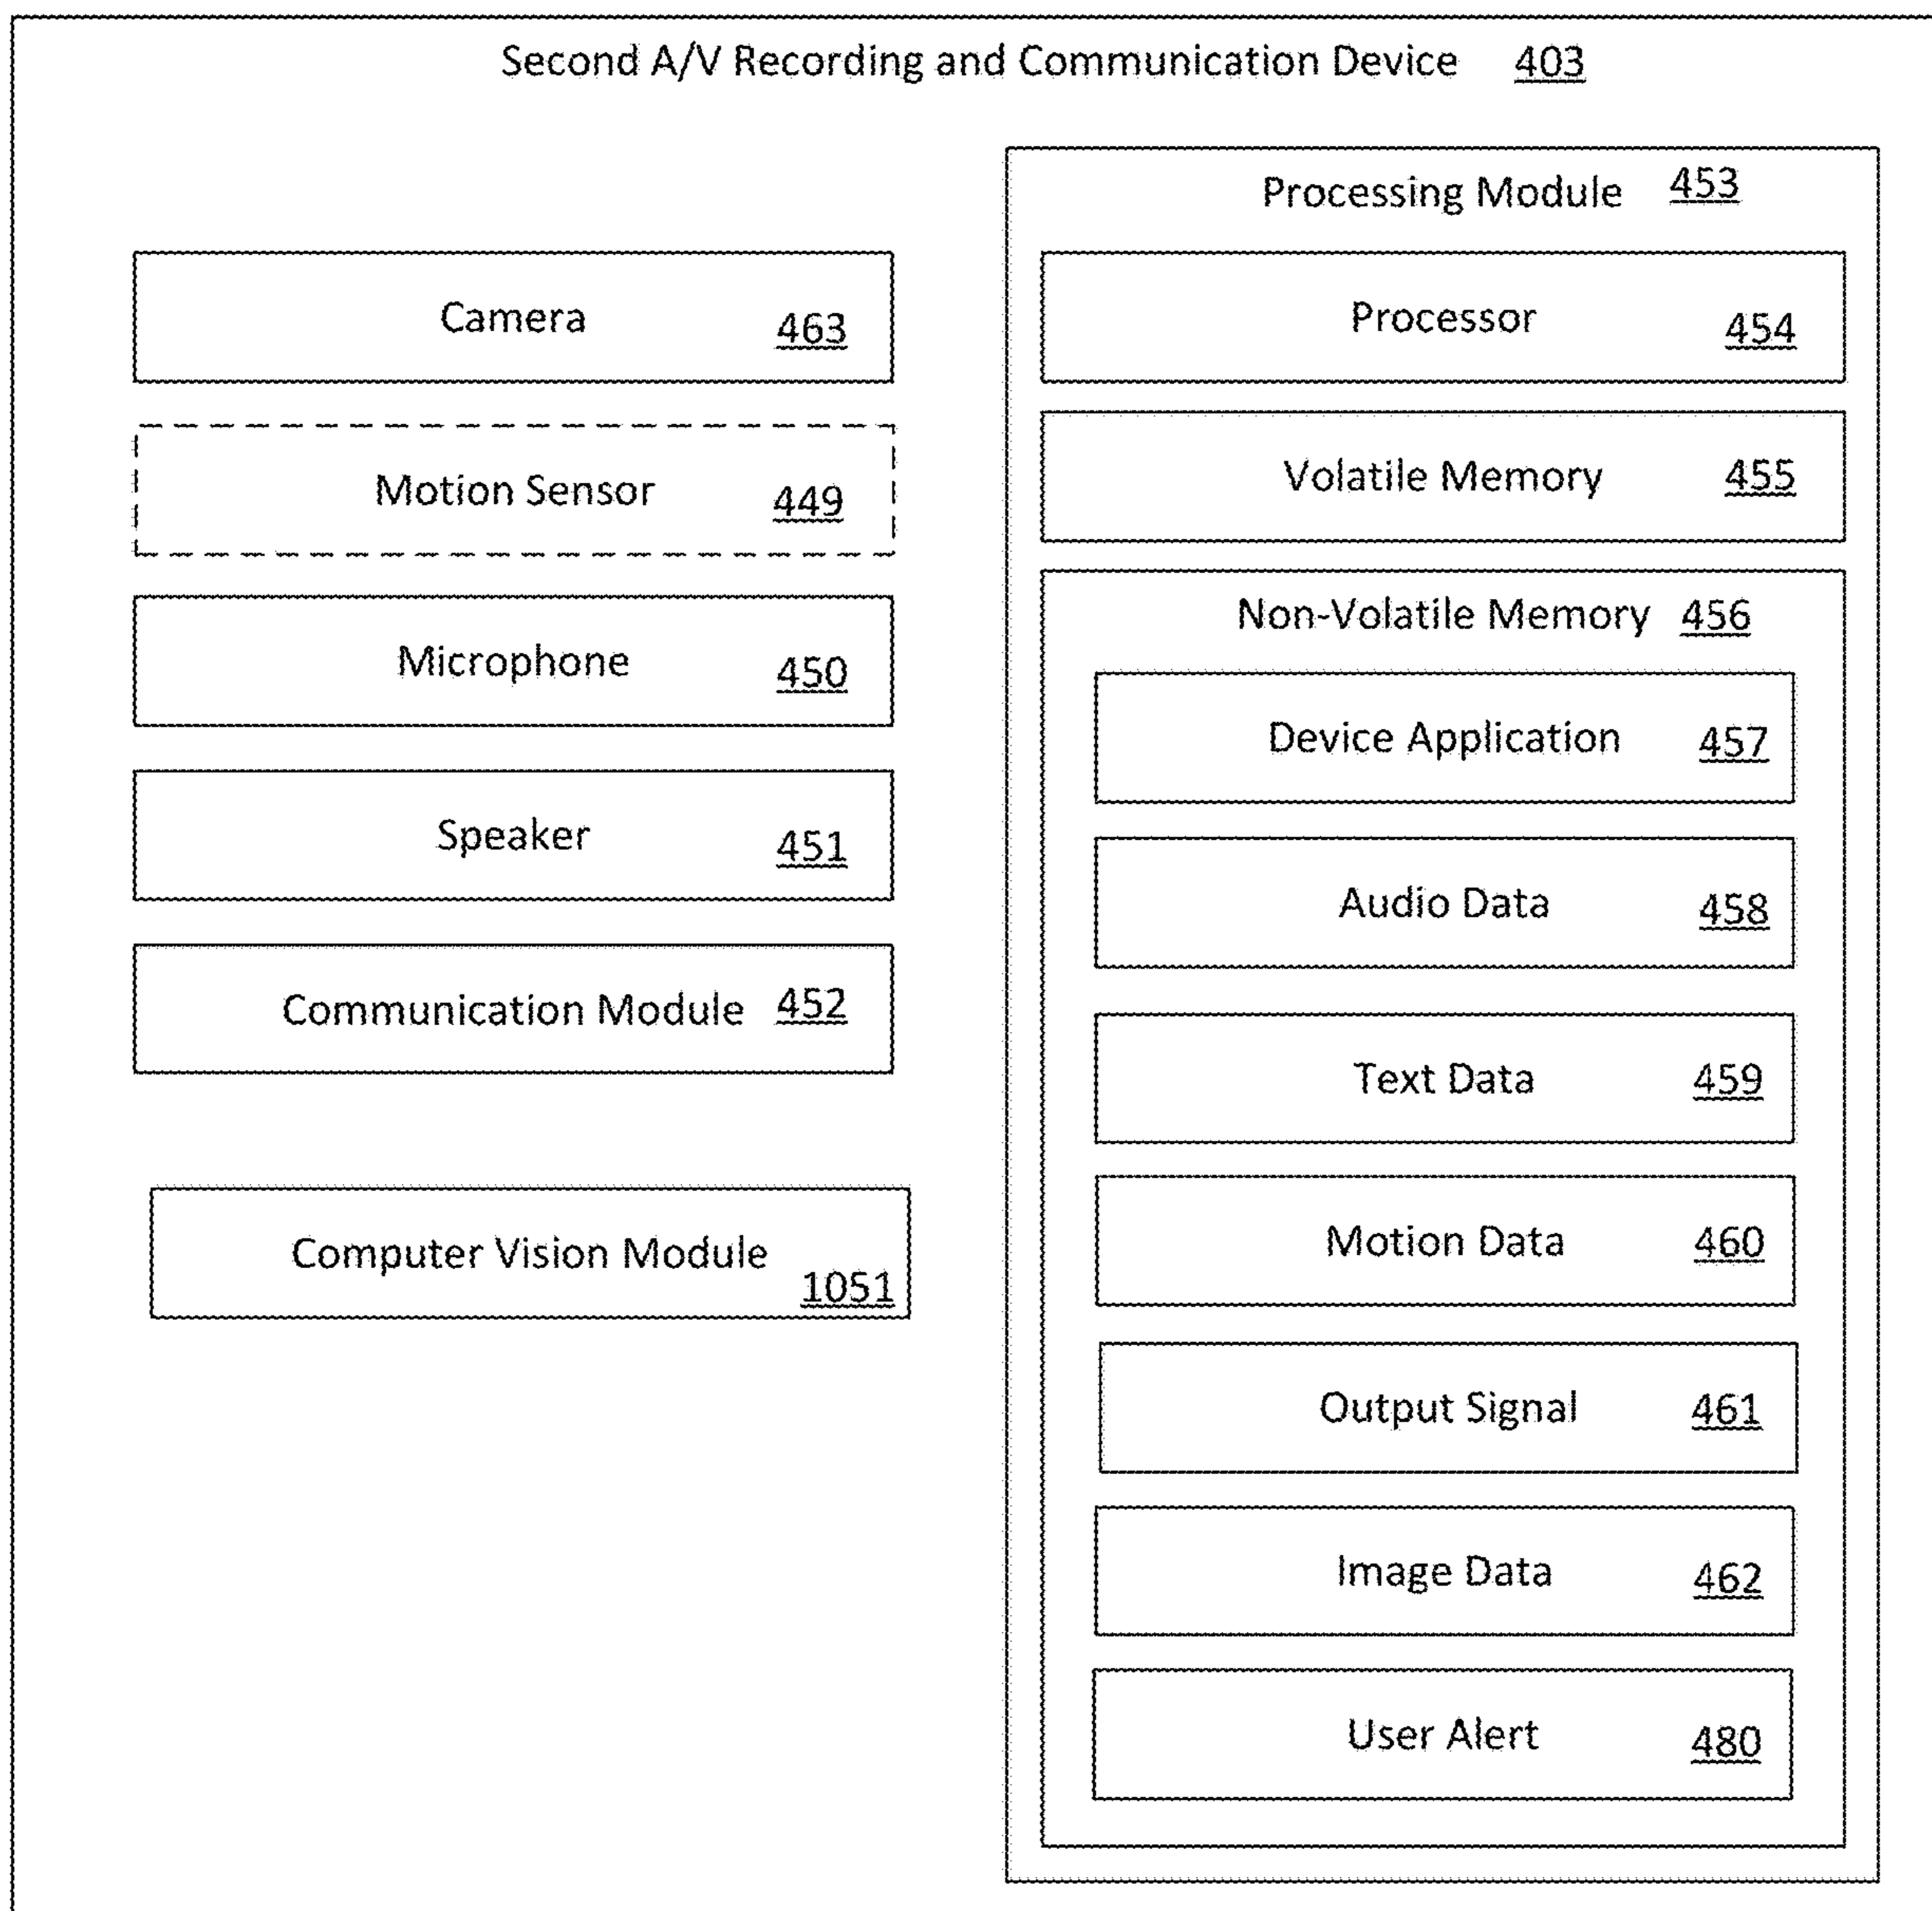 Second A/V Recording and Communication Device 403
Camera 463
Motion Sensor 449
Microphone 450
Speaker 451
Communication Module 452
Computer Vision Module 1051
Processing Module 453
Processor 454
Volatile Memory 455
Non-Volatile Memory 456
Device Application 457
Audio Data 458
Text Data 459
Motion Data 460
Output Signal 461
Image Data 462
User Alert 480